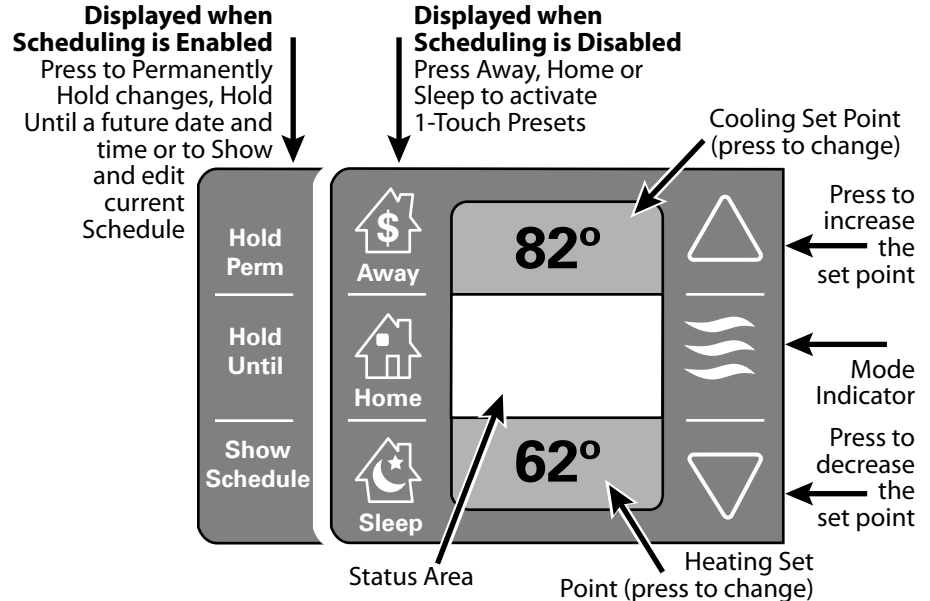 Displayed when
Scheduling is Enabled
Press to Permanently
Hold changes, Hold
Until a future date and
time or to Show
and edit
current
Schedule
Displayed when
Scheduling is Disabled
Press Away, Home or
Sleep to activate
1-Touch Presets
Cooling Set Point
(press to change)
Hold
Perm
Hold
Until
Show
Schedule
$
Away
Home
Sleep
82º
62º
Press to
increase
the
set point
Mode
Indicator
Press to
decrease
the
set point
Status Area
Heating Set
Point (press to change)